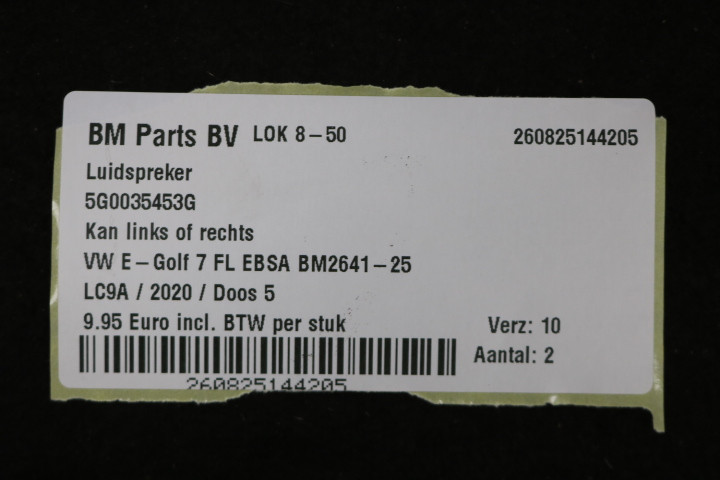 BM Parts BV LOK 8-50 260825144205
Luidspreker
5G0035453G
Kan links of rechts
VW E-Golf 7 FL EBSA BM2641-25
LC9A / 2020 / Doos 5
9.95 Euro incl. BTW per stuk Verz: 10
Aantal: 2
260825144205